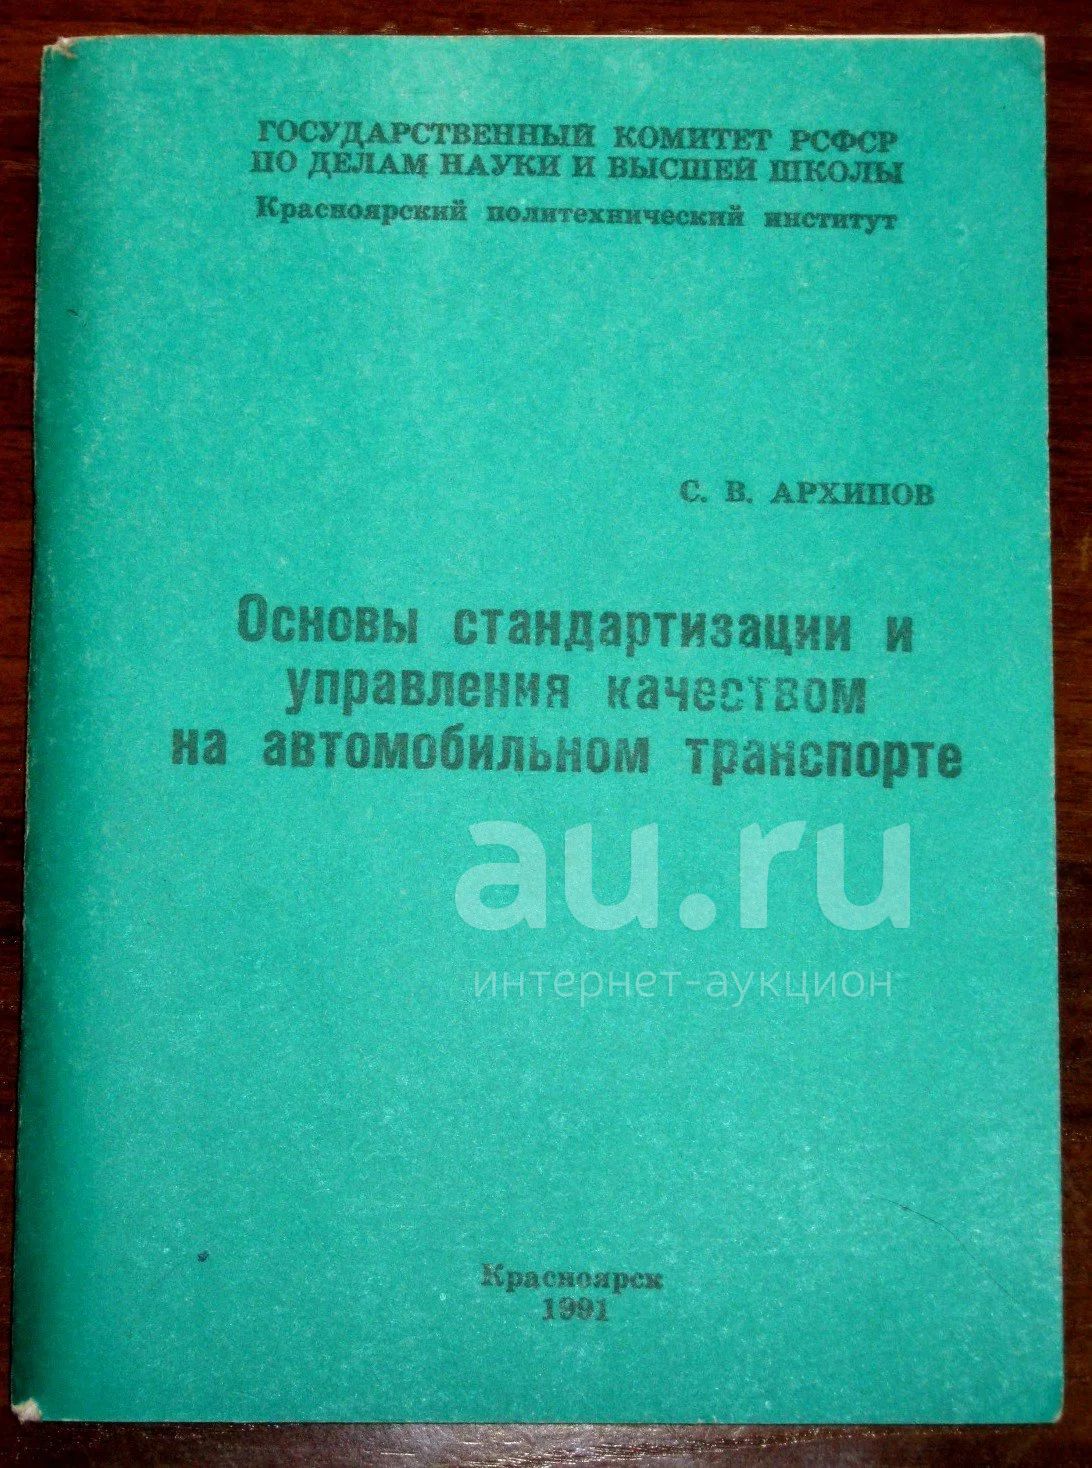 ГОСУДАРСТВЕННЫЙ КОМИТЕТ РСФСР
ПО ДЕЛАМ НАУКИ И ВЫСШЕЙ ШКОЛЫ
Красноярский политехнический институт
С. В. АРХИПОВ
Основы стандартизации и
управления качеством
на автомобильном транспорте
au.ru
интернет-аукцион
Красноярск
1991